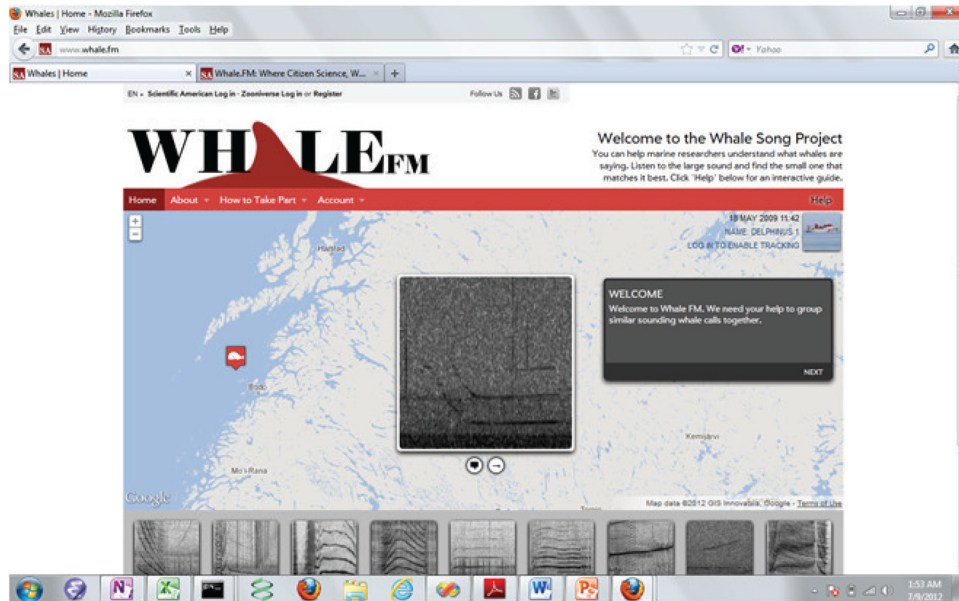 Whales | Home - Mozilla Firefox
File Edit View History Bookmarks Tools Help
SA www.whale.fm
Yahoo
SA Whales | Home
SA Whale.FM: Where Citizen Science, W...
EN Scientific American Log in · Zooniverse Log in or Register
Follow Us
WHALE FM
Welcome to the Whale Song Project
You can help marine researchers understand what whales are
saying. Listen to the large sound and find the small one that
matches it best. Click 'Help' below for an interactive guide.
Home About How to Take Part Account Help
18 MAY 2009 11:42
NAME: DELPHINUS 1
LOG IN TO ENABLE TRACKING
Harstad
WELCOME
Welcome to Whale FM. We need your help to group
similar sounding whale calls together.
NEXT
Bodo
Kemijärvi
Mo i Rana
Google
Map data ©2012 GIS Innovatsia, Google - Terms of Use
1:53 AM
7/9/2012